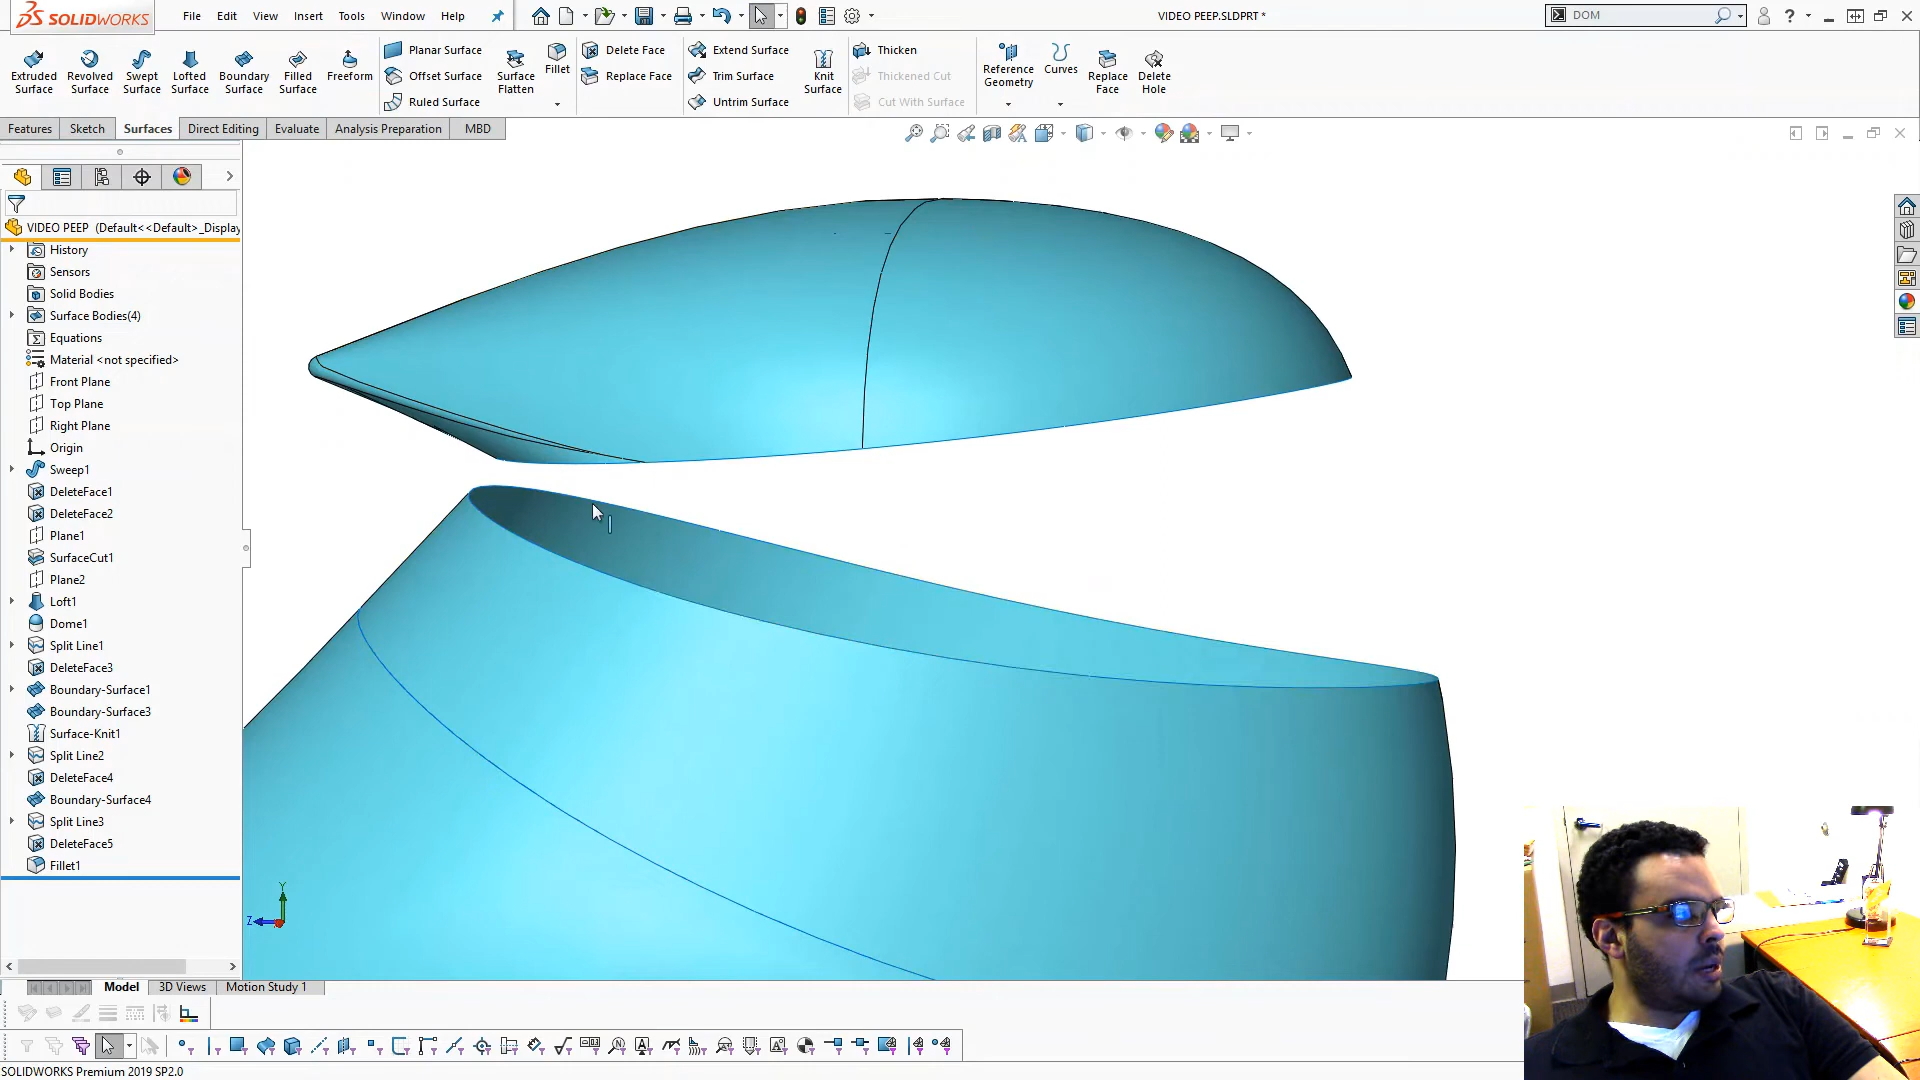 SOLIDWORKS File Edit View Insert Tools Window Help VIDEO PEEP.SLDPRT * DOM
Extruded Surface
Revolved Surface
Swept Surface
Lofted Surface
Boundary Surface
Filled Surface
Freeform
Planar Surface
Offset Surface
Ruled Surface
Surface Flatten
Fillet
Delete Face
Replace Face
Extend Surface
Trim Surface
Untrim Surface
Knit Surface
Thicken
Thickened Cut
Cut With Surface
Reference Geometry
Curves
Replace Face
Delete Hole
Features Sketch Surfaces Direct Editing Evaluate Analysis Preparation MBD
VIDEO PEEP (Default<<Default>_Display
History
Sensors
Solid Bodies
Surface Bodies(4)
Equations
Material <not specified>
Front Plane
Top Plane
Right Plane
Origin
Sweep1
DeleteFace1
DeleteFace2
Plane1
SurfaceCut1
Plane2
Loft1
Dome1
Split Line1
DeleteFace3
Boundary-Surface1
Boundary-Surface3
Surface-Knit1
Split Line2
DeleteFace4
Boundary-Surface4
Split Line3
DeleteFace5
Fillet1
Y
Z
Model 3D Views Motion Study 1
SOLIDWORKS Premium 2019 SP2.0